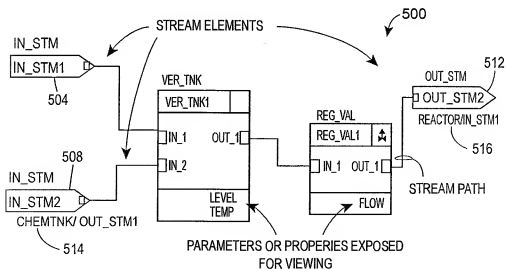 STREAM ELEMENTS
500
IN_STM
IN_STM1
504
VER_TNK
VER_TNK1
IN_1
IN_2
OUT_1
LEVEL
TEMP
REG_VAL
REG_VAL1
IN_1
OUT_1
FLOW
OUT_STM
OUT_STM2
512
REACTOR/IN_STM1
516
STREAM PATH
508
IN_STM
IN_STM2
CHEMTNK/ OUT_STM1
514
PARAMETERS OR PROPERIES EXPOSED
FOR VIEWING